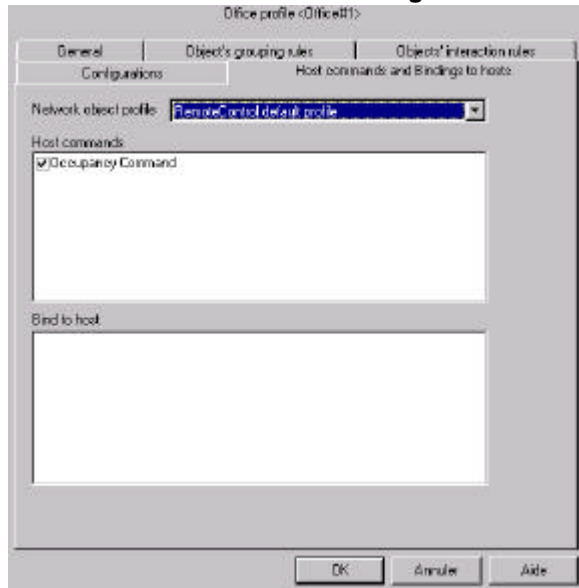 Office profile <Office#1>
General Object's grouping rules Objects' interaction rules
Configurations Host commands and Bindings to hosts
Network object profile RemoteControl default profile
Host commands
Occupancy Command
Bind to host
OK Annuler Aide